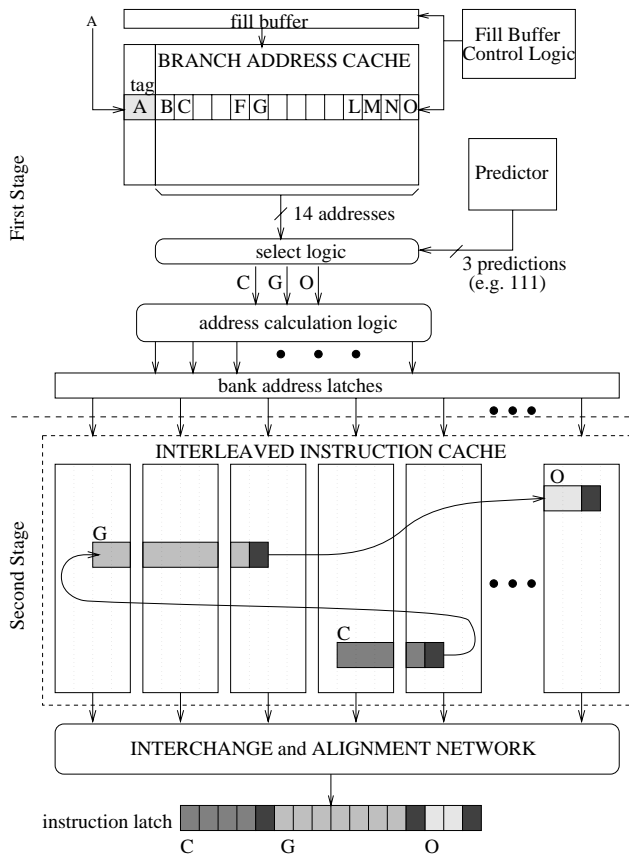 A
fill buffer
Fill Buffer
Control Logic
BRANCH ADDRESS CACHE
tag
A B C F G L M N O
First Stage
14 addresses
Predictor
select logic
3 predictions
(e.g. 111)
C G O
address calculation logic
bank address latches
Second Stage
INTERLEAVED INSTRUCTION CACHE
O
G
C
INTERCHANGE and ALIGNMENT NETWORK
instruction latch
C G O